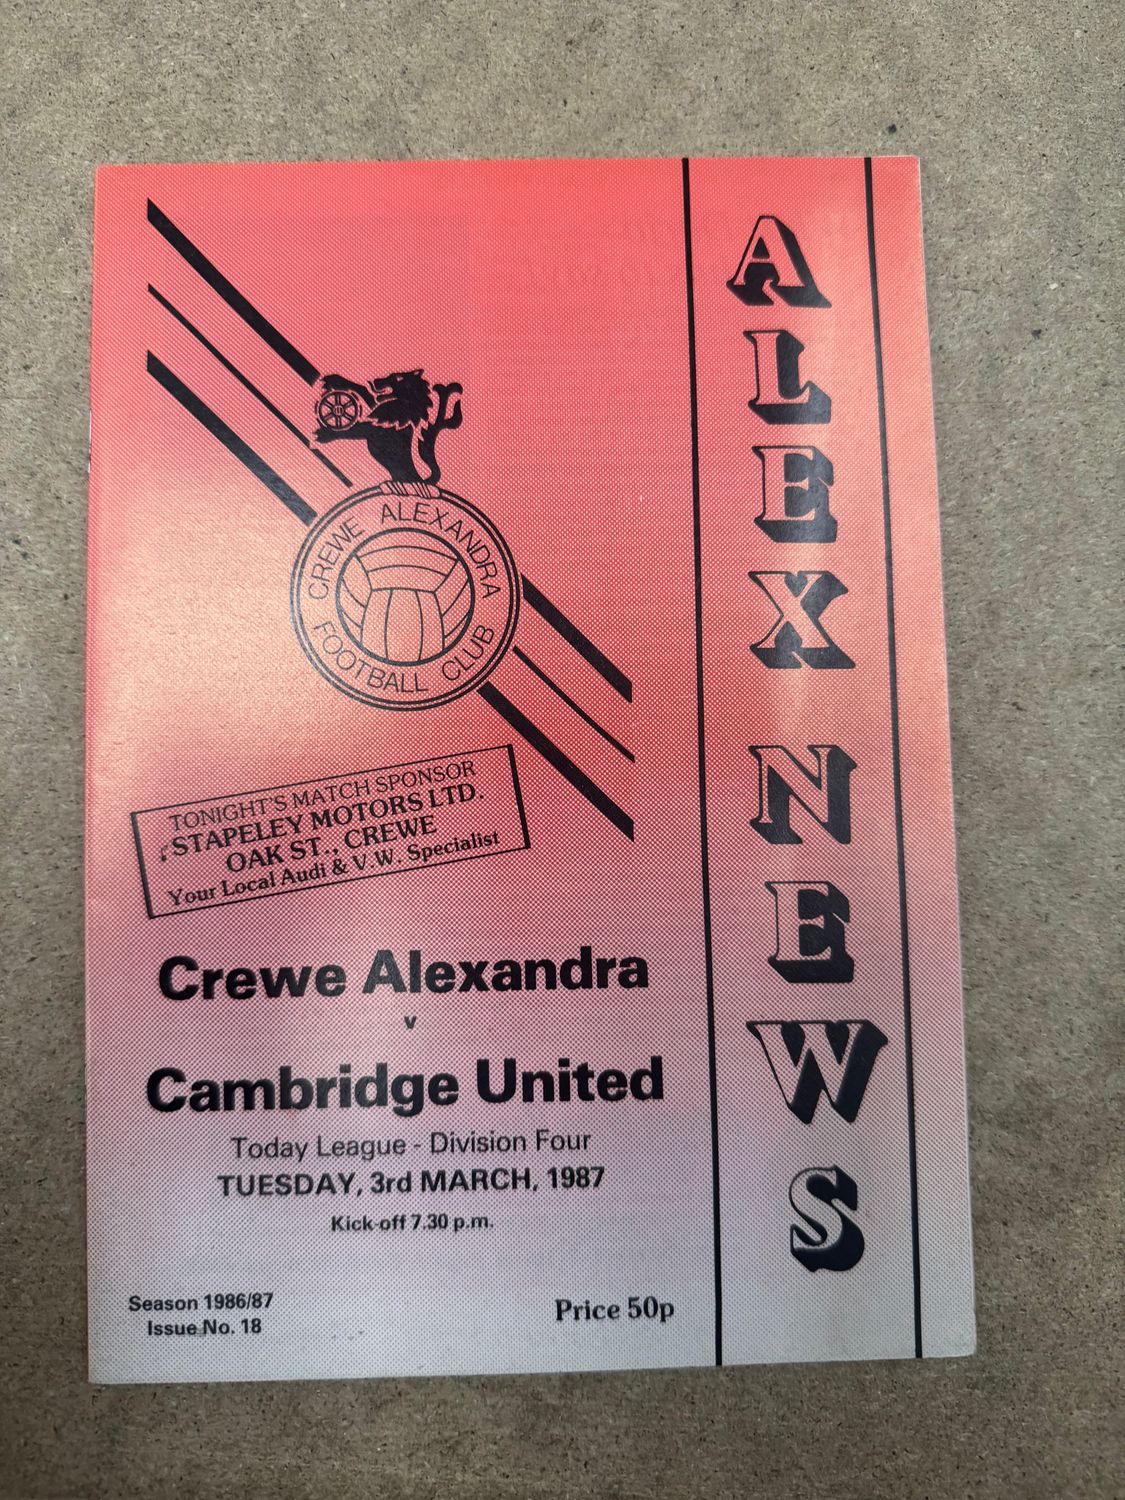 ALEX NEWS
CREWE ALEXANDRA
FOOTBALL CLUB
TONIGHT'S MATCH SPONSOR
STAPELEY MOTORS LTD.
OAK ST., CREWE
Your Local Audi & V.W. Specialist
Crewe Alexandra
v
Cambridge United
Today League - Division Four
TUESDAY, 3rd MARCH, 1987
Kick-off 7.30 p.m.
Season 1986/87
Issue No. 18
Price 50p